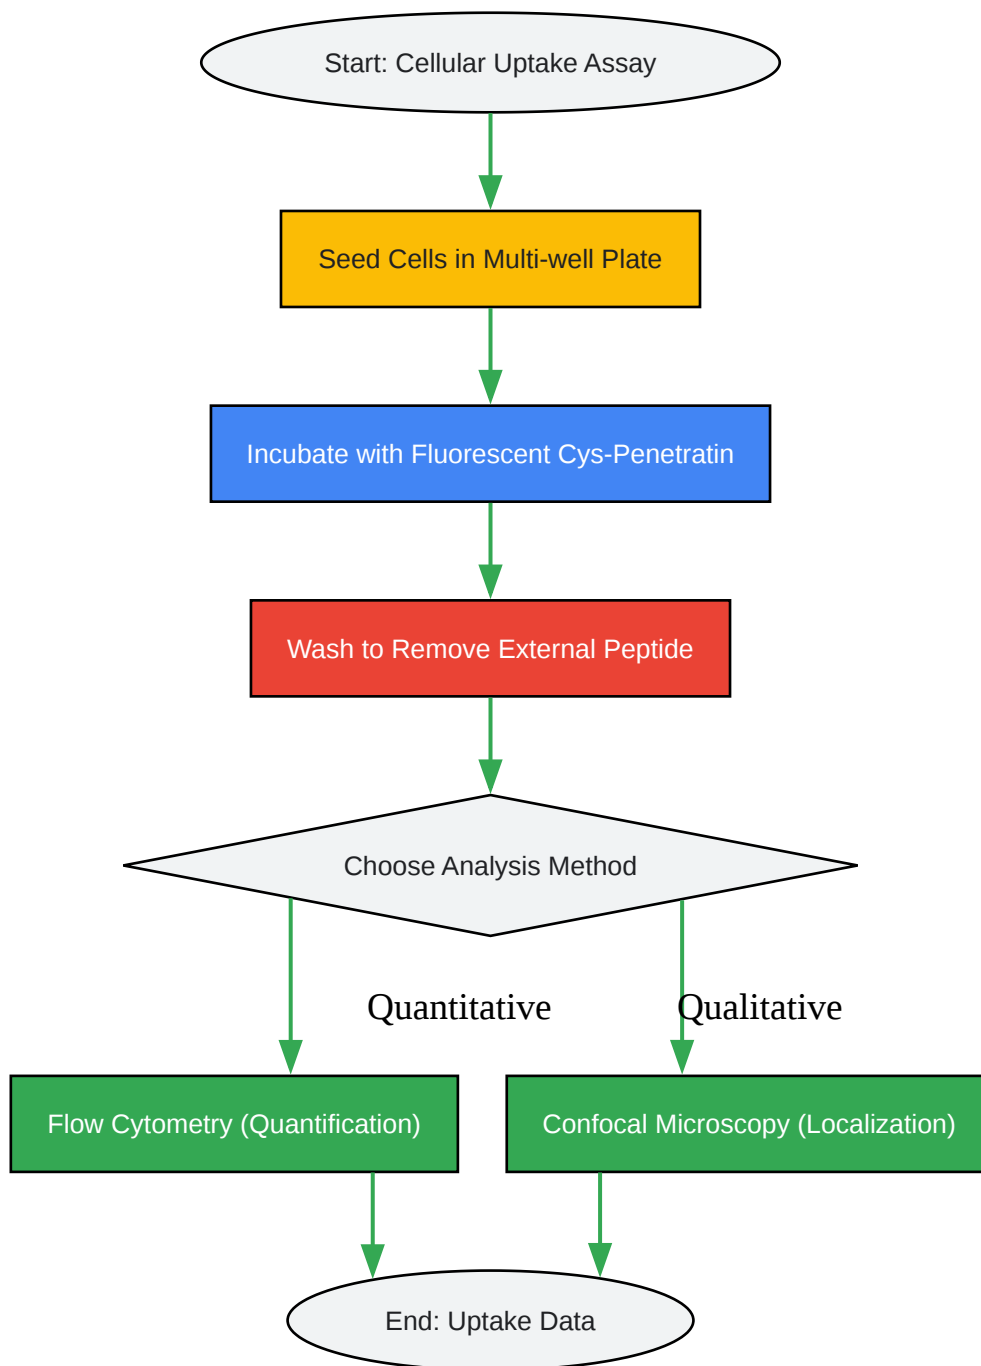 Start: Cellular Uptake Assay
Seed Cells in Multi-well Plate
Incubate with Fluorescent Cys-Penetratin
Wash to Remove External Peptide
Choose Analysis Method
Quantitative
Qualitative
Flow Cytometry (Quantification)
Confocal Microscopy (Localization)
End: Uptake Data